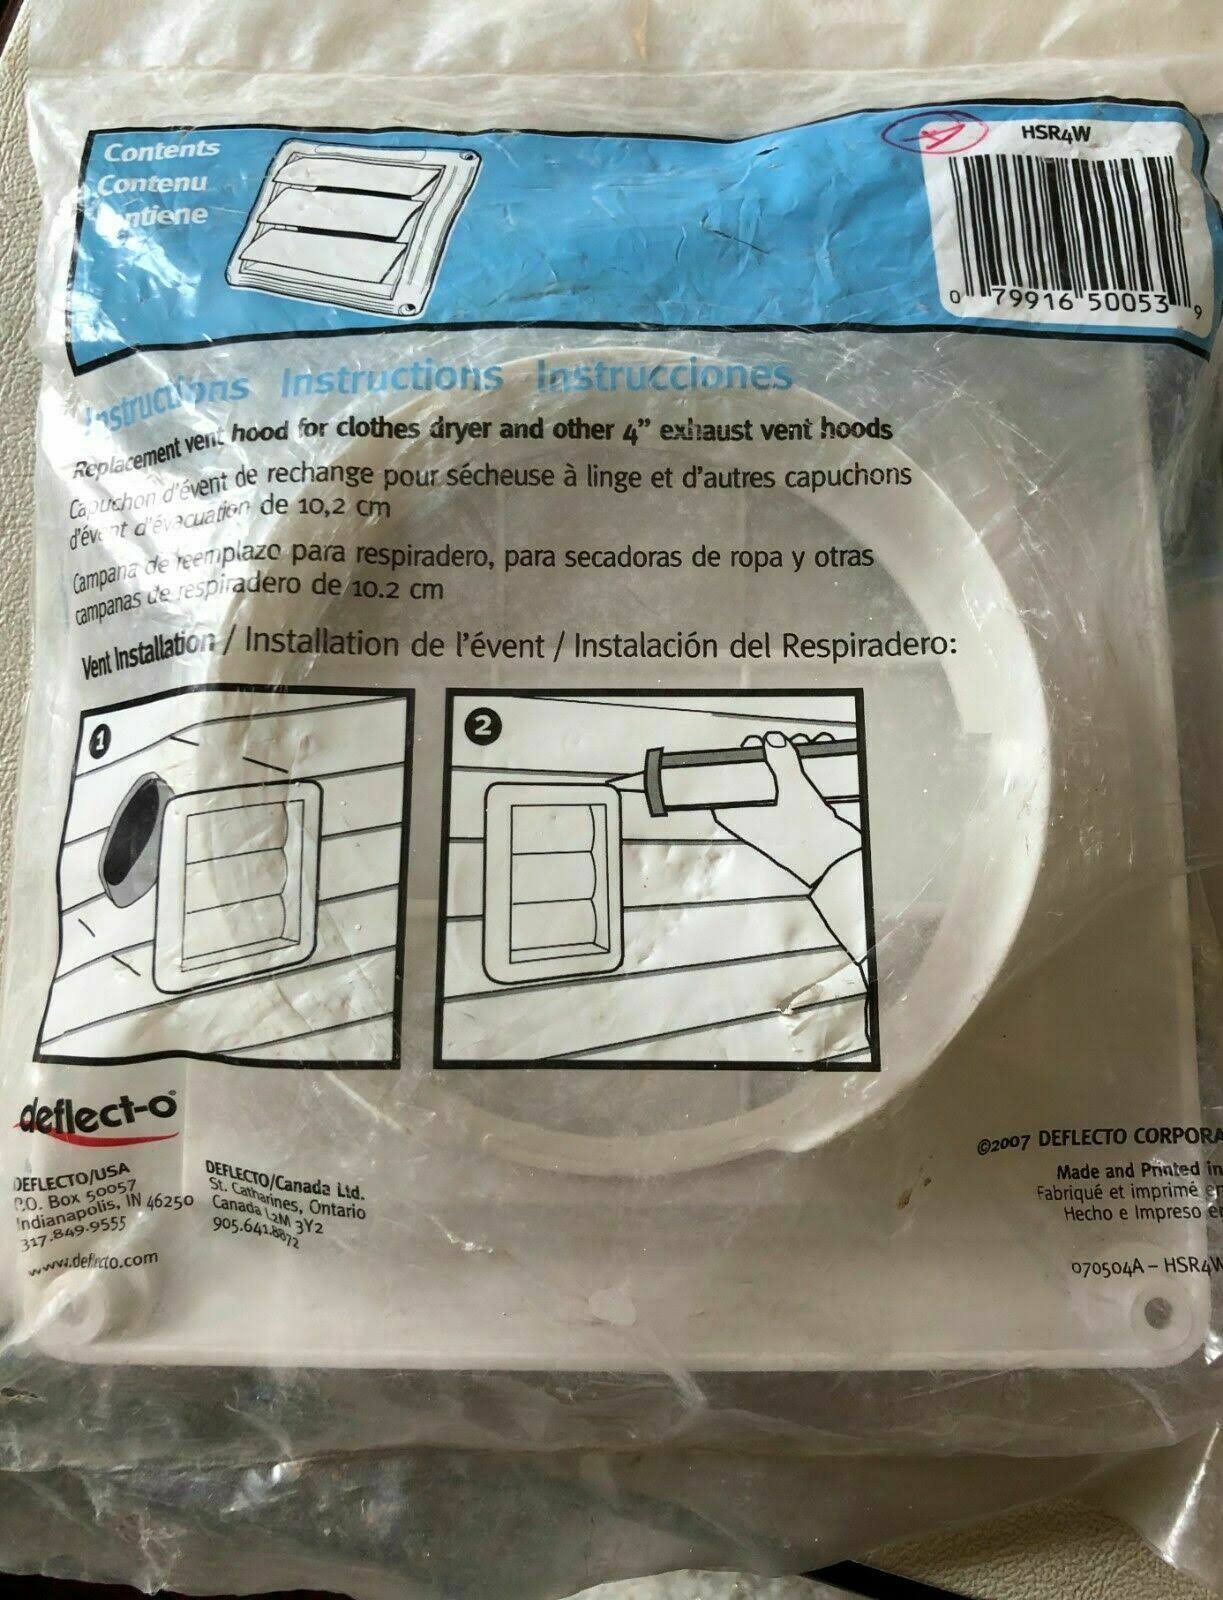 Contents
Contenu
Contiene
A
HSR4W
0 79916 50053 9
Instructions Instructions Instrucciones
Replacement vent hood for clothes dryer and other 4" exhaust vent hoods
Capuchon d'évent de rechange pour sécheuse à linge et d'autres capuchons
d'évent d'évacuation de 10,2 cm
Campana de reemplazo para respiradero, para secadoras de ropa y otras
campanas de respiradero de 10.2 cm
Vent Installation / Installation de l'évent / Instalación del Respiradero:
1
2
deflect-o®
DEFLECTO/USA
P.O. Box 50057
Indianapolis, IN 46250
317.849.9555
www.deflecto.com
DEFLECTO/Canada Ltd.
St. Catharines, Ontario
Canada L2M 3Y2
905.641.8872
©2007 DEFLECTO CORPORA
Made and Printed in
Fabriqué et imprimé en
Hecho e Impreso en
070504A – HSR4W